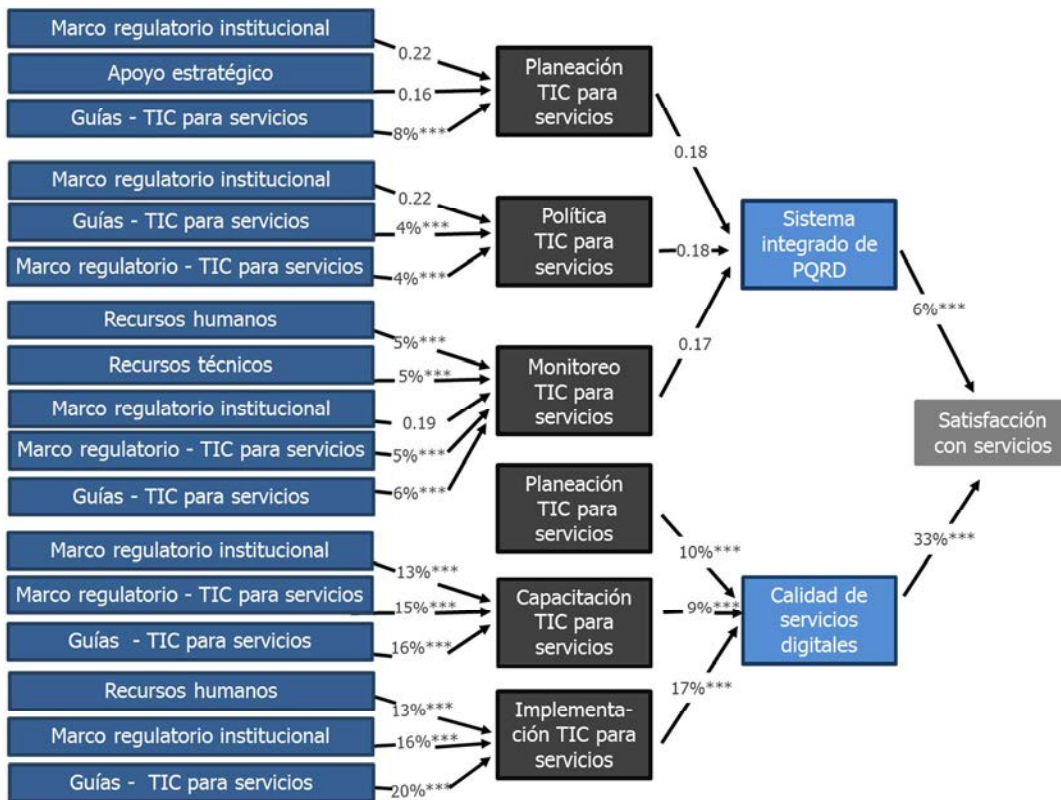 Marco regulatorio institucional
Apoyo estratégico
Guías - TIC para servicios
0.22
0.16
8%***
Planeación
TIC para
servicios
Marco regulatorio institucional
Guías - TIC para servicios
Marco regulatorio - TIC para servicios
0.22
4%***
4%***
Política
TIC para
servicios
Recursos humanos
Recursos técnicos
Marco regulatorio institucional
Marco regulatorio - TIC para servicios
Guías - TIC para servicios
5%***
5%***
0.19
5%***
6%***
Monitoreo
TIC para
servicios
0.18
0.18
0.17
Sistema
integrado de
PQRD
6%***
Planeación
TIC para
servicios
Marco regulatorio institucional
Marco regulatorio - TIC para servicios
Guías - TIC para servicios
13%***
15%***
16%***
Capacitación
TIC para
servicios
Recursos humanos
Marco regulatorio institucional
Guías - TIC para servicios
13%***
16%***
20%***
Implementa-
ción TIC para
servicios
10%***
9%***
17%***
Calidad de
servicios
digitales
33%***
Satisfacción
con servicios